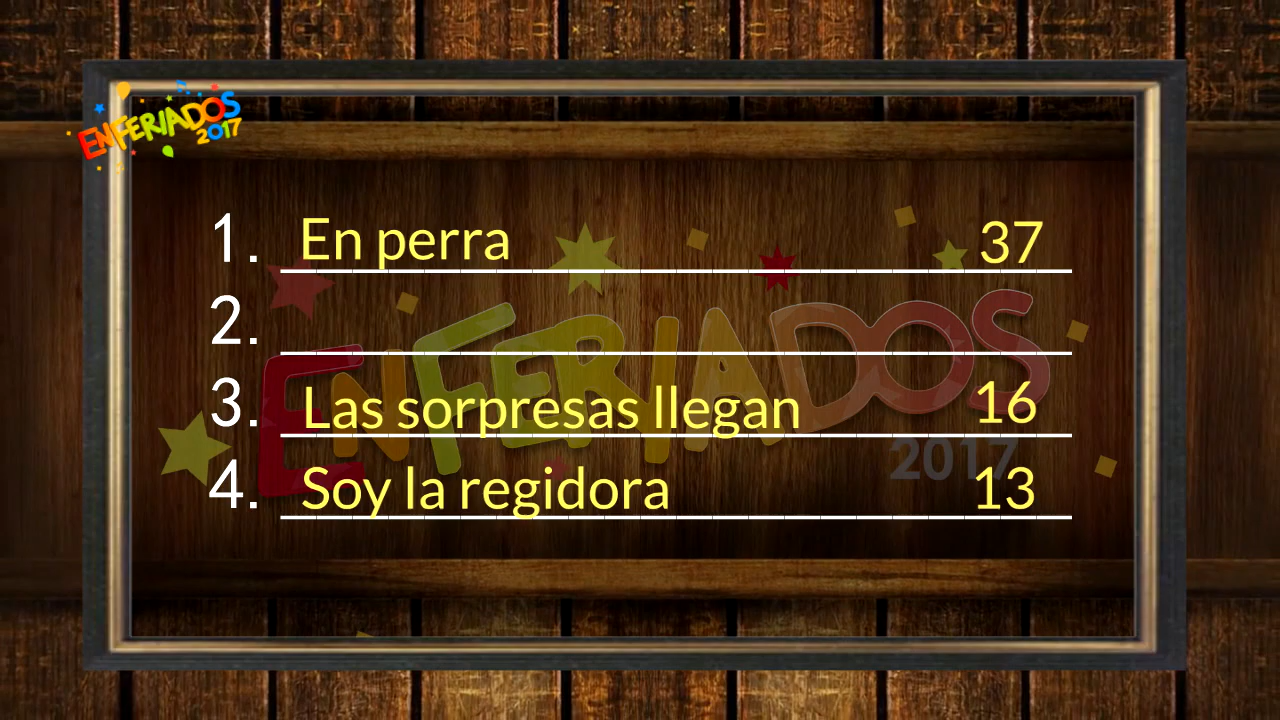 ENFERIADOS
2017
1. En perra 37
2.
3. Las sorpresas llegan 16
4. Soy la regidora 13
ENFERIADOS
2017